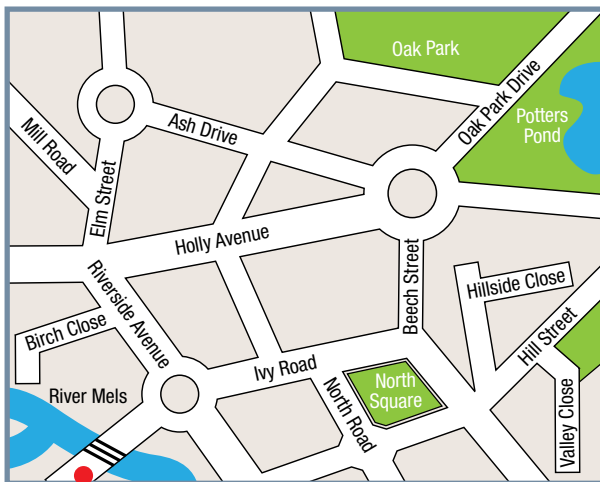 Oak Park
Oak Park Drive
Potters
Pond
Mill Road
Ash Drive
Elm Street
Holly Avenue
Riverside Avenue
Beech Street
Hillside Close
Birch Close
Hill Street
Ivy Road
River Mels
North
Square
North Road
Valley Close